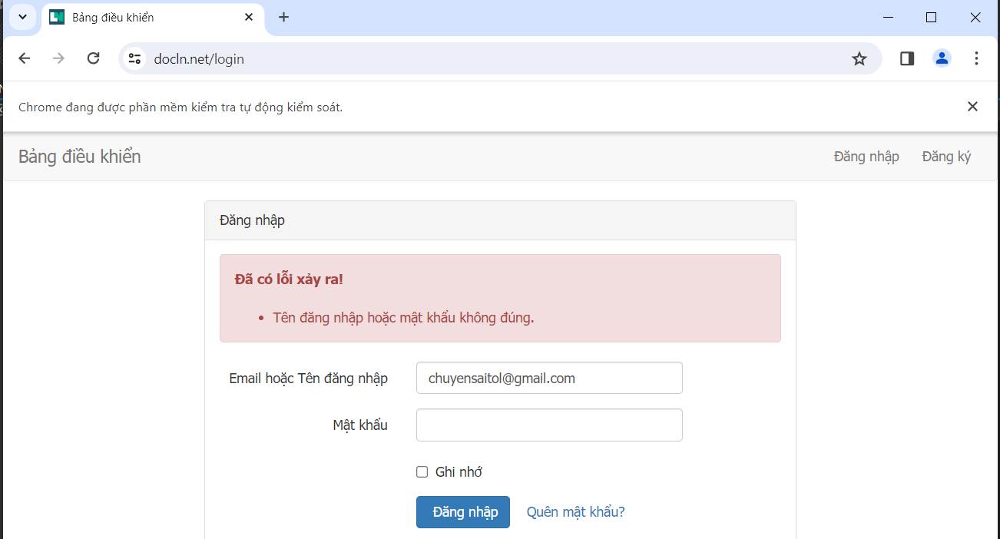 Bảng điều khiển
docln.net/login
Chrome đang được phần mềm kiểm tra tự động kiểm soát.
Bảng điều khiển Đăng nhập Đăng ký
Đăng nhập
Đã có lỗi xảy ra!
Tên đăng nhập hoặc mật khẩu không đúng.
Email hoặc Tên đăng nhập chuyensaitol@gmail.com
Mật khẩu
Ghi nhớ
Đăng nhập Quên mật khẩu?